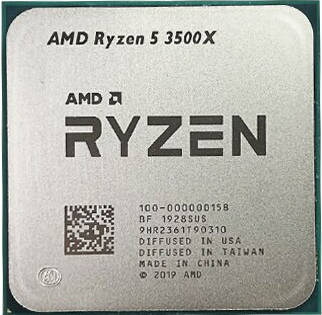 AMD Ryzen 5 3500X
AMD
RYZEN
100-000000158
BF 1928SUS
9HR2361T90310
DIFFUSED IN USA
DIFFUSED IN TAIWAN
MADE IN CHINA
© 2019 AMD